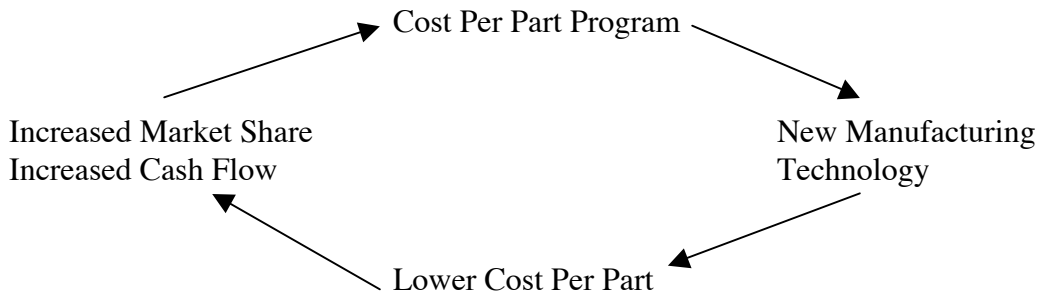 Cost Per Part Program
Increased Market Share
Increased Cash Flow
New Manufacturing
Technology
Lower Cost Per Part